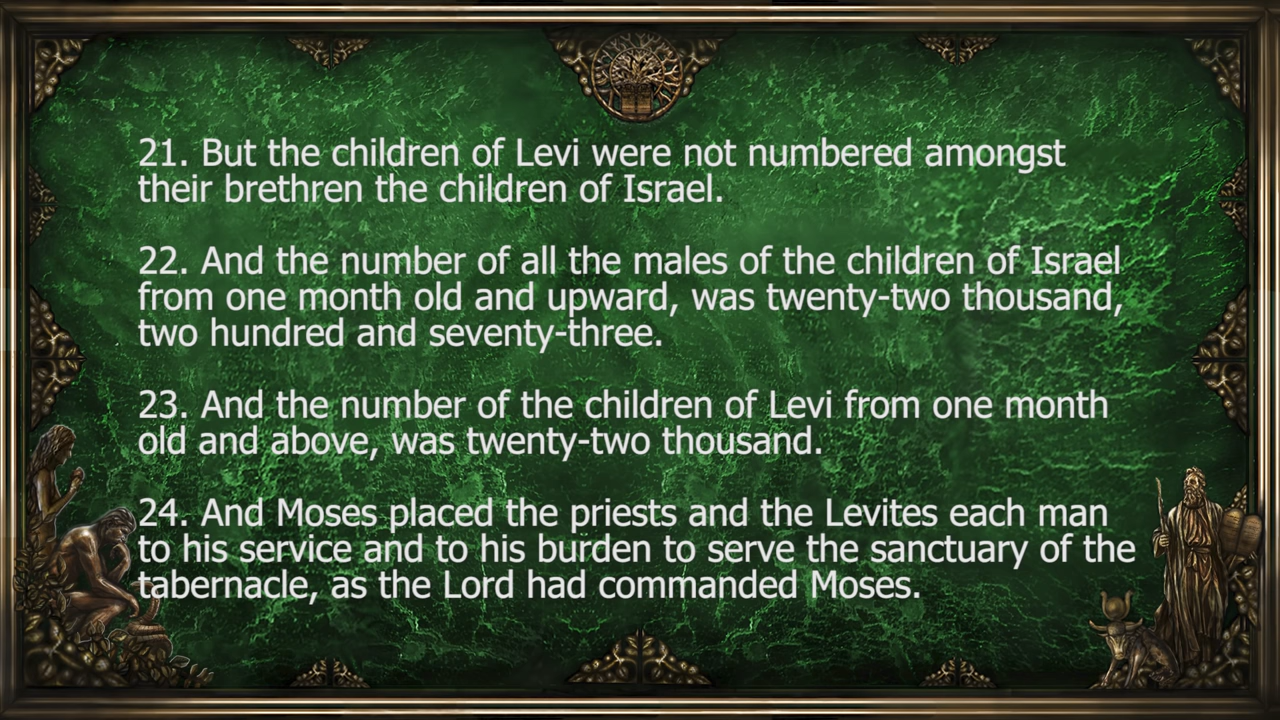 21. But the children of Levi were not numbered amongst
their brethren the children of Israel.
22. And the number of all the males of the children of Israel
from one month old and upward, was twenty-two thousand,
two hundred and seventy-three.
23. And the number of the children of Levi from one month
old and above, was twenty-two thousand.
24. And Moses placed the priests and the Levites each man
to his service and to his burden to serve the sanctuary of the
tabernacle, as the Lord had commanded Moses.